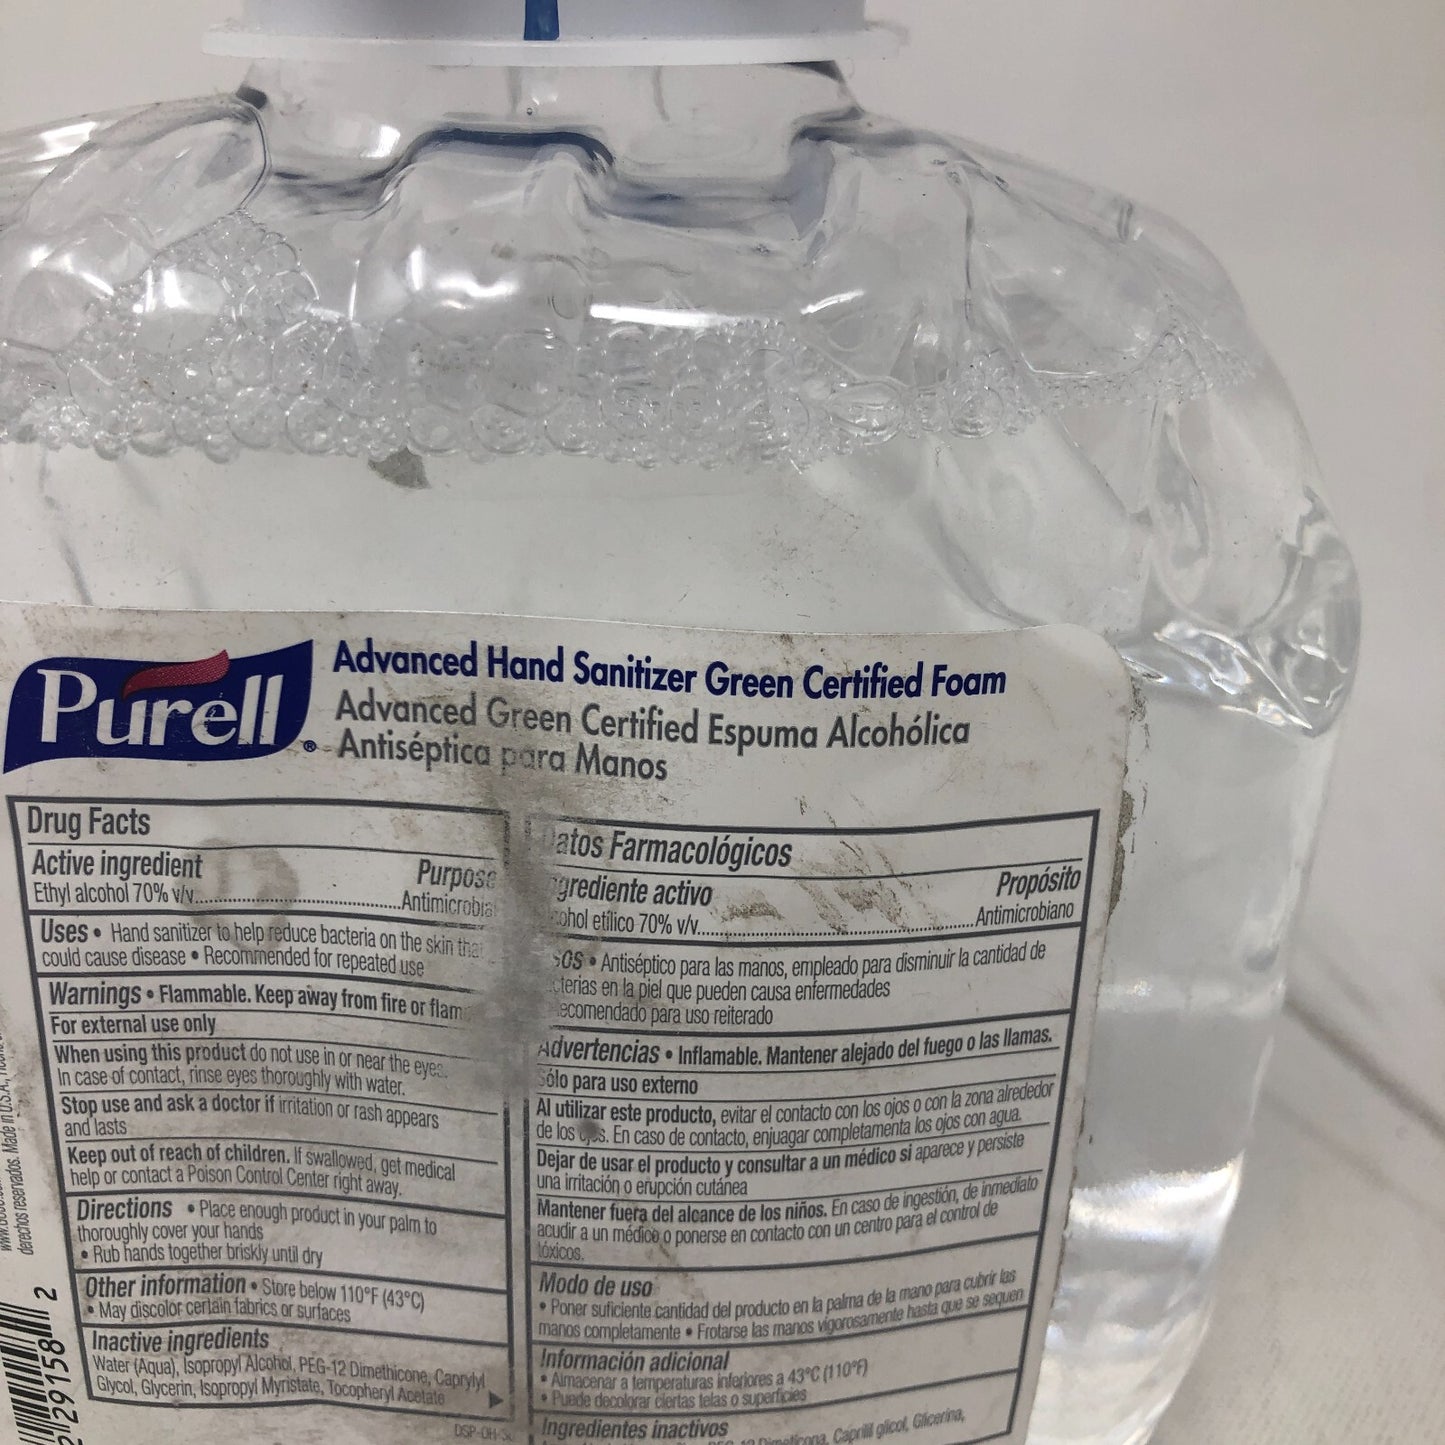 Purell®
Advanced Hand Sanitizer Green Certified Foam
Advanced Green Certified Espuma Alcohólica
Antiséptica para Manos
Drug Facts
Active ingredient Purpose
Ethyl alcohol 70% v/v Antimicrobial
Uses • Hand sanitizer to help reduce bacteria on the skin that
could cause disease • Recommended for repeated use
Warnings • Flammable. Keep away from fire or flam
For external use only
When using this product do not use in or near the eyes.
In case of contact, rinse eyes thoroughly with water.
Stop use and ask a doctor if irritation or rash appears
and lasts
Keep out of reach of children. If swallowed, get medical
help or contact a Poison Control Center right away.
Directions • Place enough product in your palm to
thoroughly cover your hands
• Rub hands together briskly until dry
Other information • Store below 110°F (43°C)
• May discolor certain fabrics or surfaces
Inactive ingredients
Water (Aqua), Isopropyl Alcohol, PEG-12 Dimethicone, Caprylyl
Glycol, Glycerin, Isopropyl Myristate, Tocopheryl Acetate
atos Farmacológicos
grediente activo Propósito
ohol etílico 70% v/v Antimicrobiano
sos • Antiséptico para las manos, empleado para disminuir la cantidad de
cterias en la piel que pueden causa enfermedades
ecomendado para uso reiterado
Advertencias • Inflamable. Mantener alejado del fuego o las llamas.
Sólo para uso externo
Al utilizar este producto, evitar el contacto con los ojos o con la zona alrededor
de los ojos. En caso de contacto, enjuagar completamenta los ojos con agua.
Dejar de usar el producto y consultar a un médico si aparece y persiste
una irritación o erupción cutánea
Mantener fuera del alcance de los niños. En caso de ingestión, de inmediato
acudir a un médico o ponerse en contacto con un centro para el control de
tóxicos.
Modo de uso
• Poner suficiente cantidad del producto en la palma de la mano para cubrir las
manos completamente • Frotarse las manos vigorosamente hasta que se sequen
Información adicional
• Almacenar a temperaturas inferiores a 43°C (110°F)
• Puede decolorar ciertas telas o superficies
Ingredientes inactivos
Caprilil glicol, Glicerina,
derechos reservados. Made in U.S.A.
29158 2